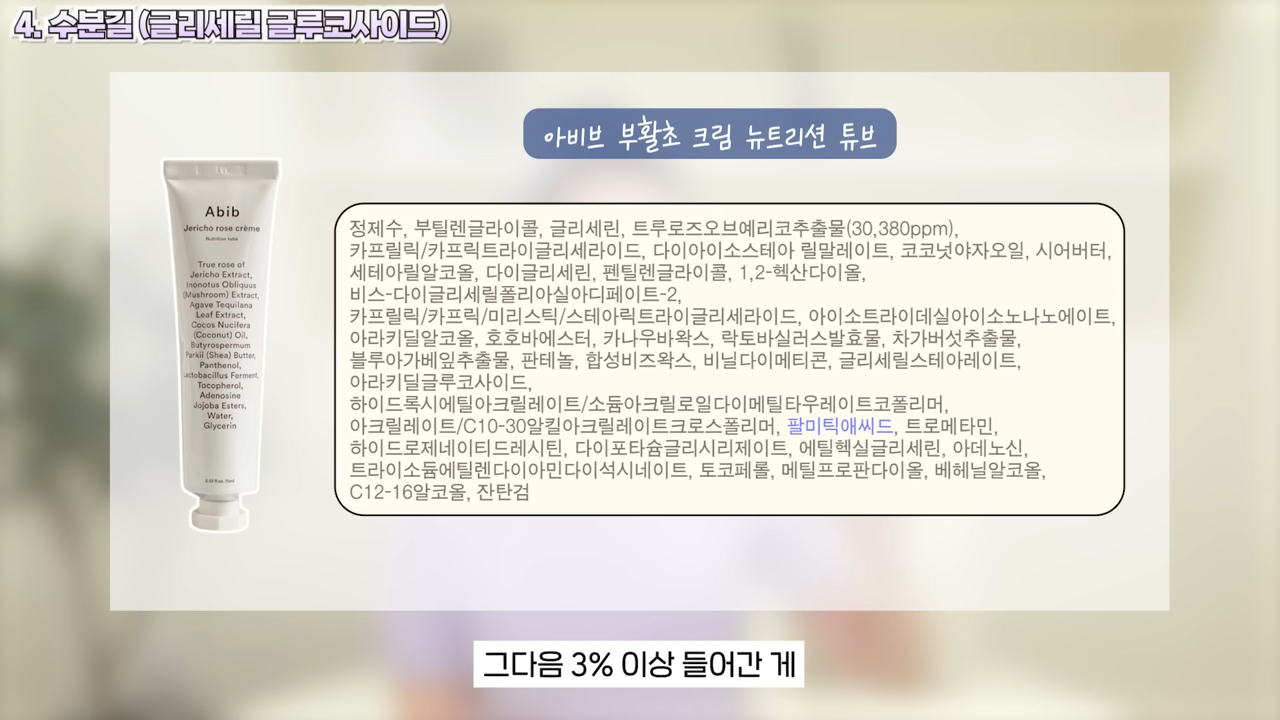 4. 수분길 (글리세릴 글루코사이드)
아비브 부활초 크림 뉴트리션 튜브
Abib
Jericho rose crème
Nutrition tube
True rose of
Jericho Extract,
Inonotus Obliquus
(Mushroom) Extract,
Agave Tequilana
Leaf Extract,
Cocos Nucifera
(Coconut) Oil,
Butyrospermum
Parkii (Shea) Butter,
Panthenol,
Lactobacillus Ferment,
Tocopherol,
Adenosine
Jojoba Esters,
Water,
Glycerin
정제수, 부틸렌글라이콜, 글리세린, 트루로즈오브예리코추출물(30,380ppm),
카프릴릭/카프릭트라이글리세라이드, 다이아이소스테아 릴말레이트, 코코넛야자오일, 시어버터,
세테아릴알코올, 다이글리세린, 펜틸렌글라이콜, 1,2-헥산다이올,
비스-다이글리세릴폴리아실아디페이트-2,
카프릴릭/카프릭/미리스틱/스테아릭트라이글리세라이드, 아이소트라이데실아이소노나노에이트,
아라키딜알코올, 호호바에스터, 카나우바왁스, 락토바실러스발효물, 차가버섯추출물,
블루아가베잎추출물, 판테놀, 합성비즈왁스, 비닐다이메티콘, 글리세릴스테아레이트,
아라키딜글루코사이드,
하이드록시에틸아크릴레이트/소듐아크릴로일다이메틸타우레이트코폴리머,
아크릴레이트/C10-30알킬아크릴레이트크로스폴리머, 팔미틱애씨드, 트로메타민,
하이드로제네이티드레시틴, 다이포타슘글리시리제이트, 에틸헥실글리세린, 아데노신,
트라이소듐에틸렌다이아민다이석시네이트, 토코페롤, 메틸프로판다이올, 베헤닐알코올,
C12-16알코올, 잔탄검
그다음 3% 이상 들어간 게